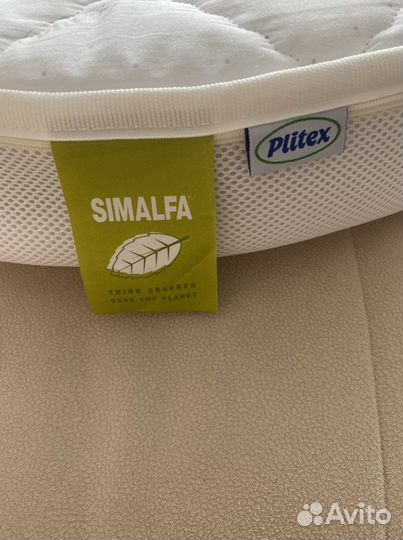 Plitex
SIMALFA
THINK GREENER
SAVE THE PLANET
Avito